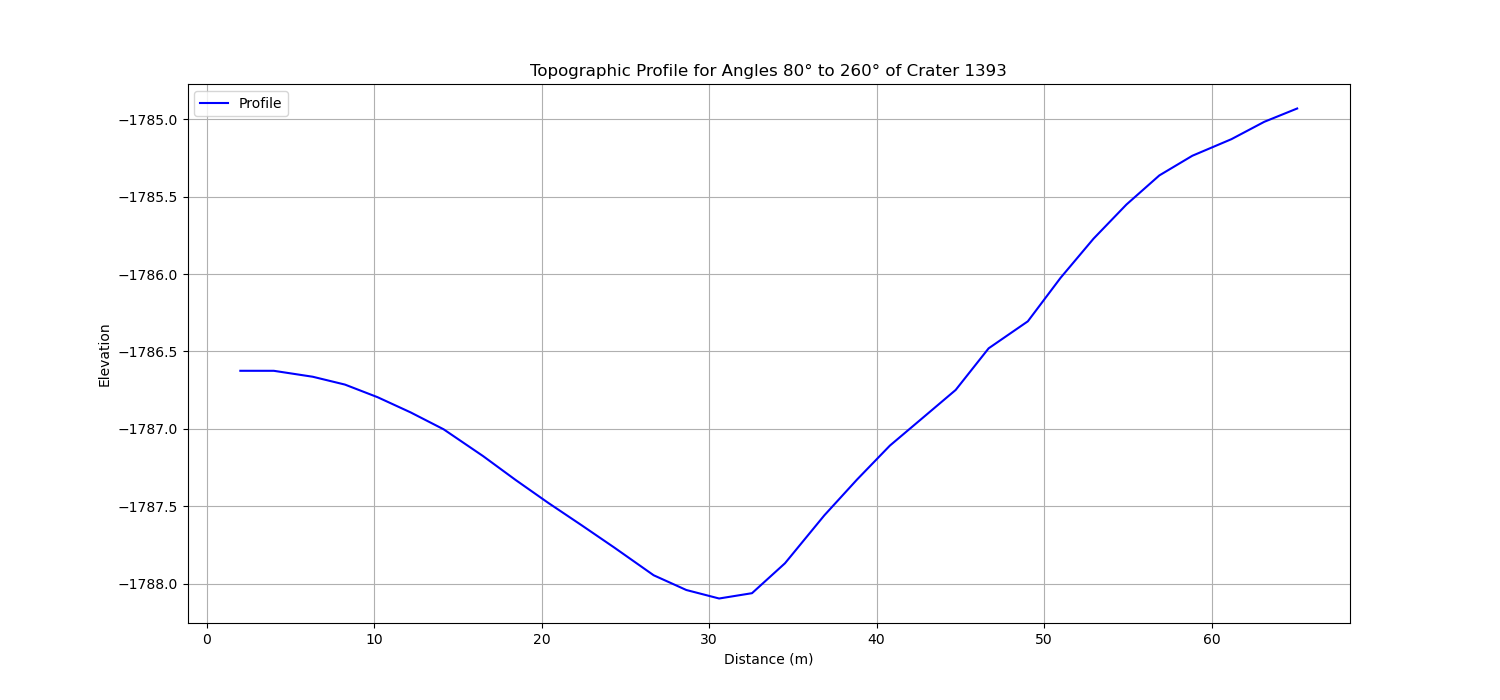 Topographic Profile for Angles 80° to 260° of Crater 1393
Profile
Elevation
−1785.0
−1785.5
−1786.0
−1786.5
−1787.0
−1787.5
−1788.0
0 10 20 30 40 50 60
Distance (m)